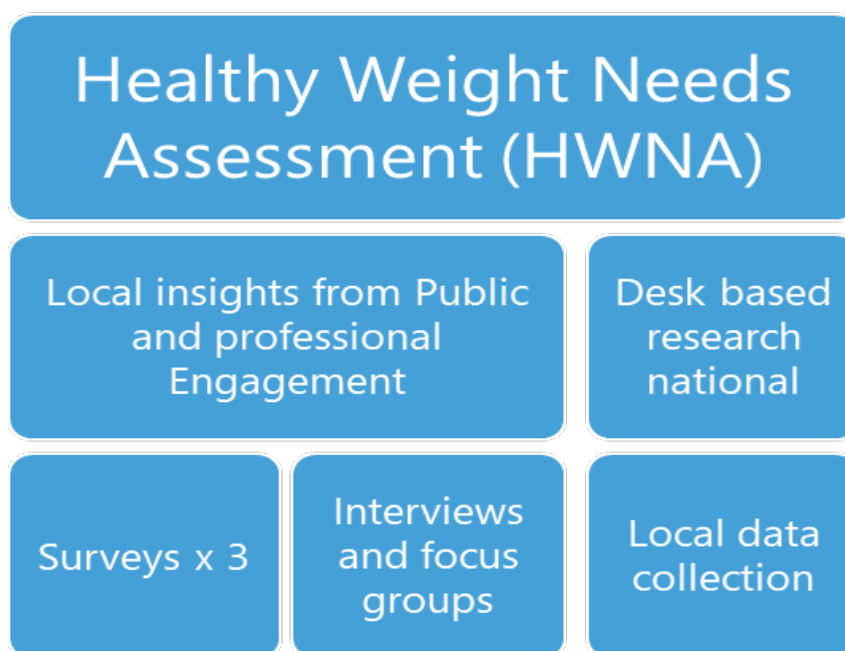 Healthy Weight Needs
Assessment (HWNA)
Local insights from Public
and professional
Engagement
Desk based
research
national
Surveys x 3
Interviews
and focus
groups
Local data
collection